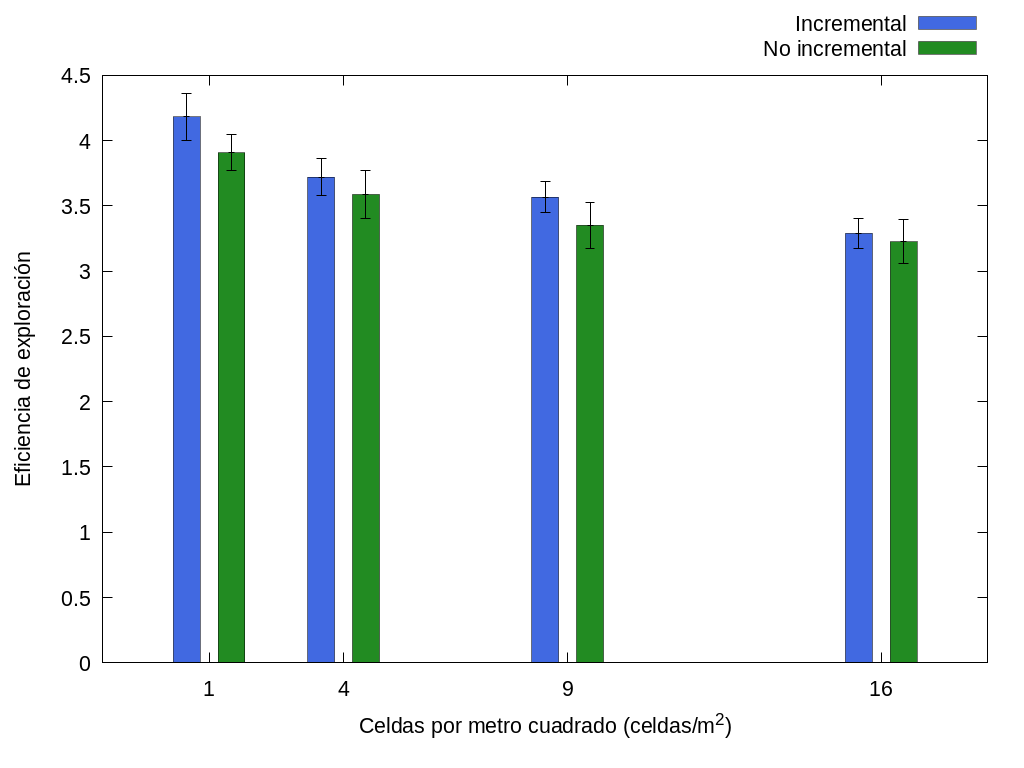 Incremental
No incremental
4.5
4
3.5
3
2.5
2
1.5
1
0.5
0
Eficiencia de exploración
1 4 9 16
Celdas por metro cuadrado (celdas/m²)